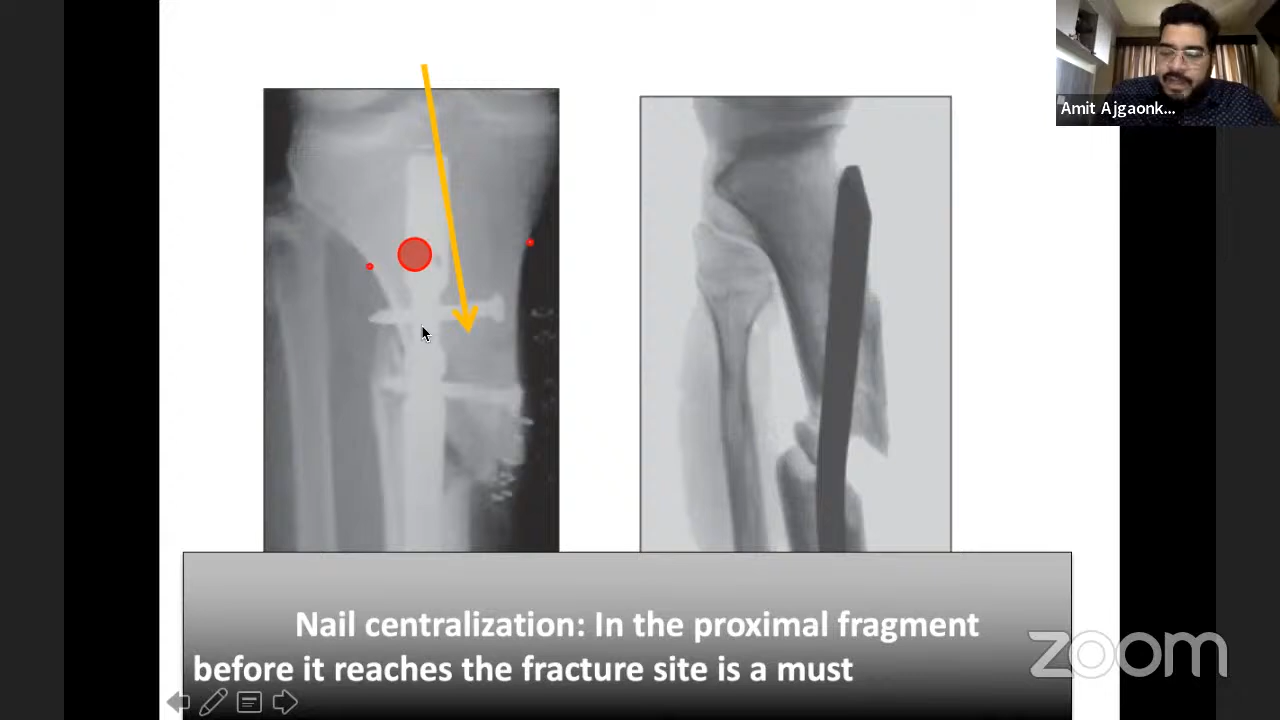 Amit Ajgaonk...
Nail centralization: In the proximal fragment
before it reaches the fracture site is a must
zoom